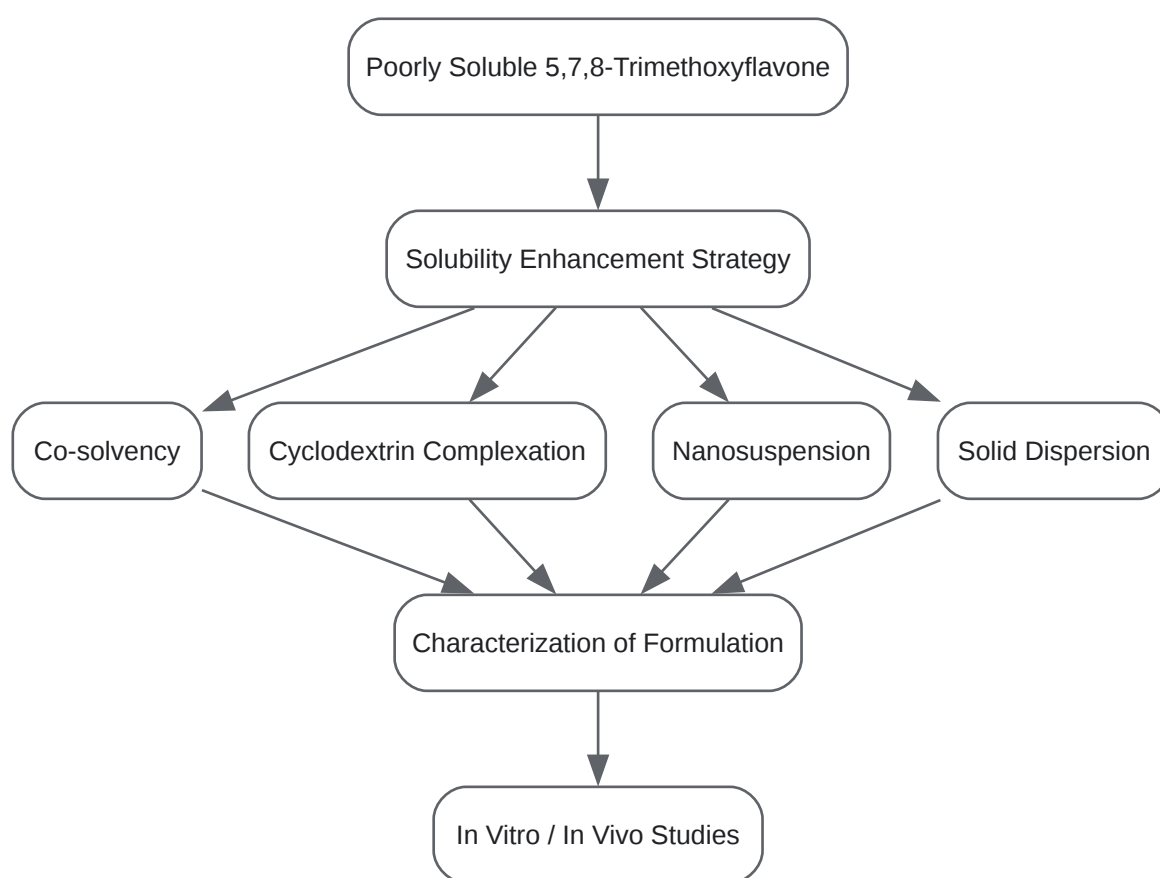 Poorly Soluble 5,7,8-Trimethoxyflavone
Solubility Enhancement Strategy
Co-solvency
Cyclodextrin Complexation
Nanosuspension
Solid Dispersion
Characterization of Formulation
In Vitro / In Vivo Studies